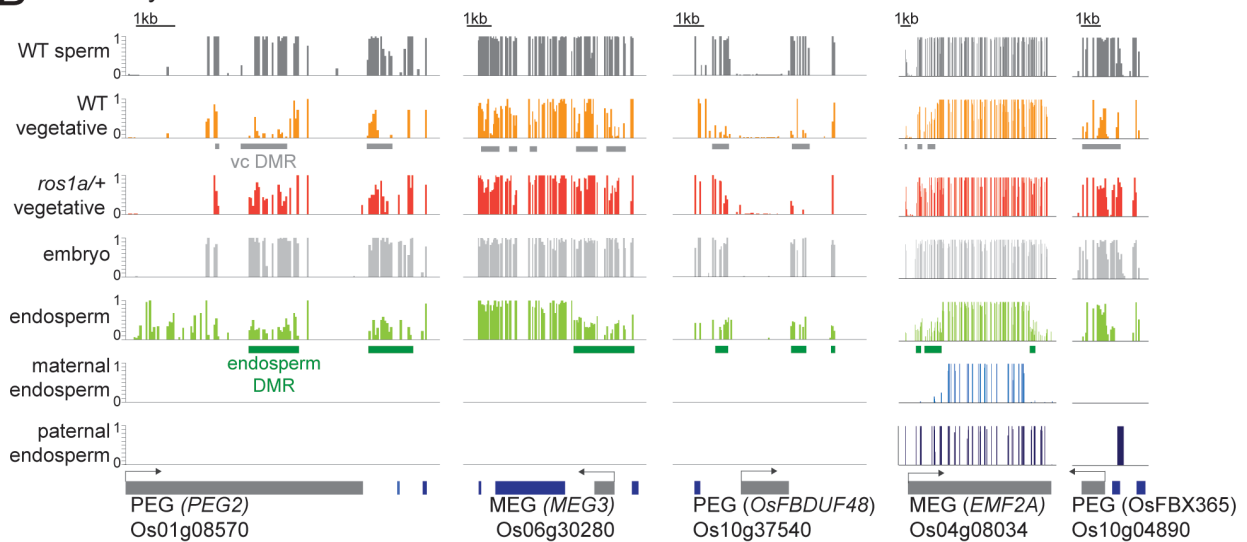 1kb 1kb 1kb 1kb 1kb
WT sperm 1 0
WT
vegetative 1 0
vc DMR
ros1a/+
vegetative 1 0
embryo 1 0
endosperm 1 0
endosperm
DMR
maternal
endosperm 1 0
paternal
endosperm 1 0
PEG (PEG2) MEG (MEG3) PEG (OsFBDUF48) MEG (EMF2A) PEG (OsFBX365)
Os01g08570 Os06g30280 Os10g37540 Os04g08034 Os10g04890